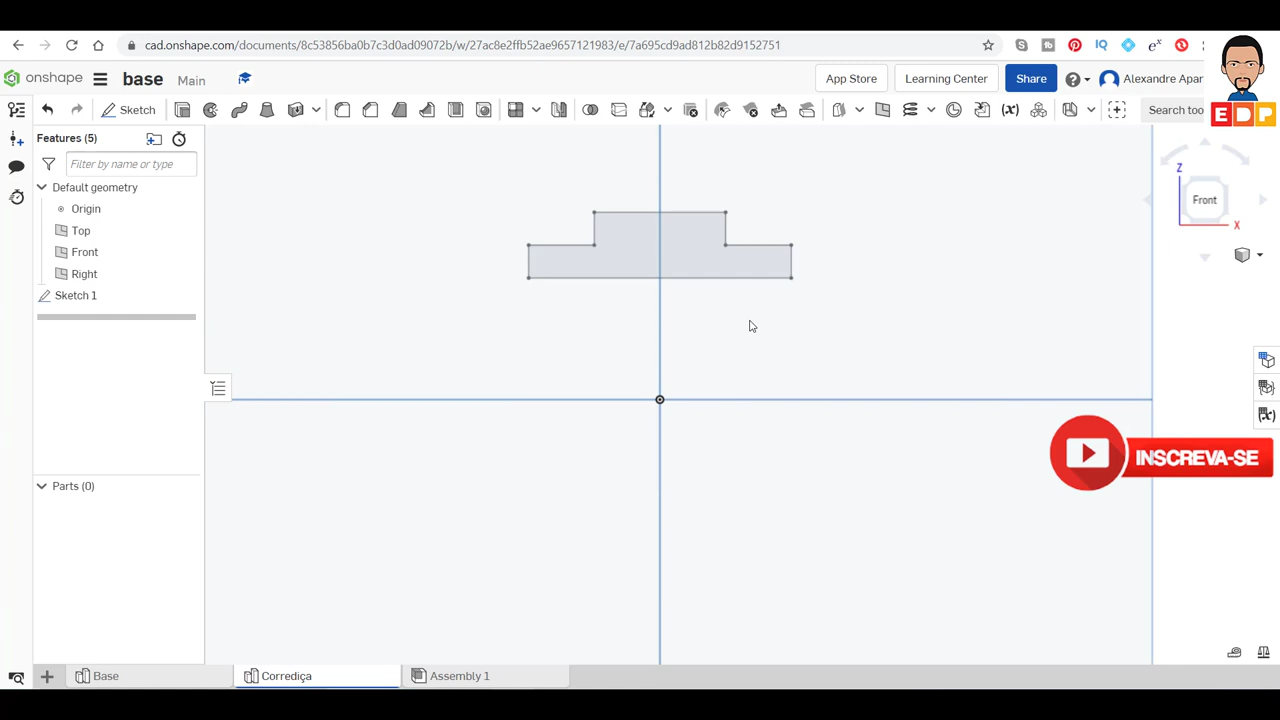 cad.onshape.com/documents/8c53856ba0b7c3d0ad09072b/w/27ac8e2ffb52ae9657121983/e/7a695cd9ad812b82d9152751
onshape
base
Main
App Store
Learning Center
Share
Alexandre Apar
EDP
Sketch
Search too
Features (5)
Filter by name or type
Default geometry
Origin
Top
Front
Right
Sketch 1
Z
Front
X
INSCREVA-SE
Parts (0)
Base
Corrediça
Assembly 1